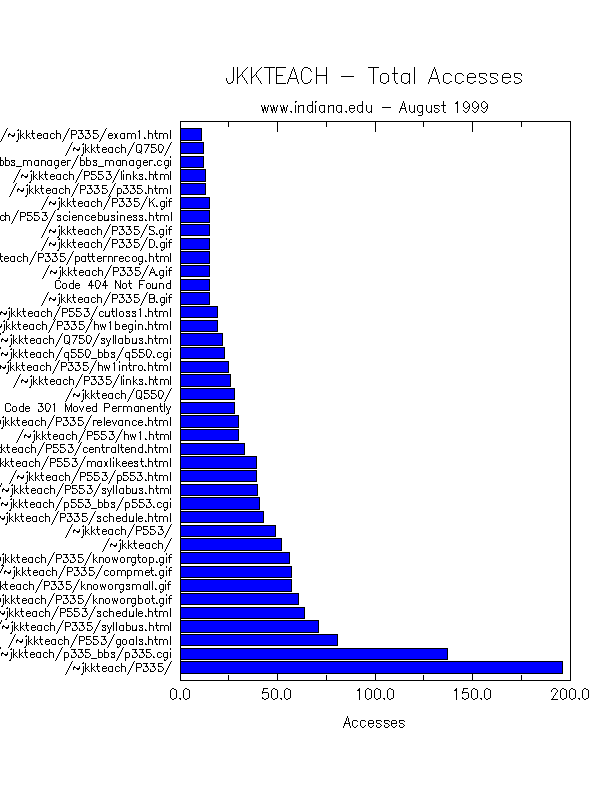 JKKTEACH - Total Accesses
www.indiana.edu - August 1999
/~jkkteach/P335/exam1.html
/~jkkteach/Q750/
bbs_manager/bbs_manager.cgi
/~jkkteach/P553/links.html
/~jkkteach/P335/p335.html
/~jkkteach/P335/K.gif
ch/P553/sciencebusiness.html
/~jkkteach/P335/S.gif
/~jkkteach/P335/D.gif
teach/P335/patternrecog.html
/~jkkteach/P335/A.gif
Code 404 Not Found
/~jkkteach/P335/B.gif
~jkkteach/P553/cutloss1.html
~jkkteach/P335/hw1begin.html
/~jkkteach/Q750/syllabus.html
/~jkkteach/q550_bbs/q550.cgi
~jkkteach/P335/hw1intro.html
/~jkkteach/P335/links.html
/~jkkteach/Q550/
Code 301 Moved Permanently
jkkteach/P335/relevance.html
/~jkkteach/P553/hw1.html
kteach/P553/centraltend.html
kkteach/P553/maxlikeest.html
/~jkkteach/P553/p553.html
/~jkkteach/P553/syllabus.html
/~jkkteach/p553_bbs/p553.cgi
~jkkteach/P335/schedule.html
/~jkkteach/P553/
/~jkkteach/
jkkteach/P335/knoworgtop.gif
/~jkkteach/P335/compmet.gif
kteach/P335/knoworgsmall.gif
jkkteach/P335/knoworgbot.gif
/~jkkteach/P553/schedule.html
/~jkkteach/P335/syllabus.html
/~jkkteach/P553/goals.html
/~jkkteach/p335_bbs/p335.cgi
/~jkkteach/P335/
0.0 50.0 100.0 150.0 200.0
Accesses